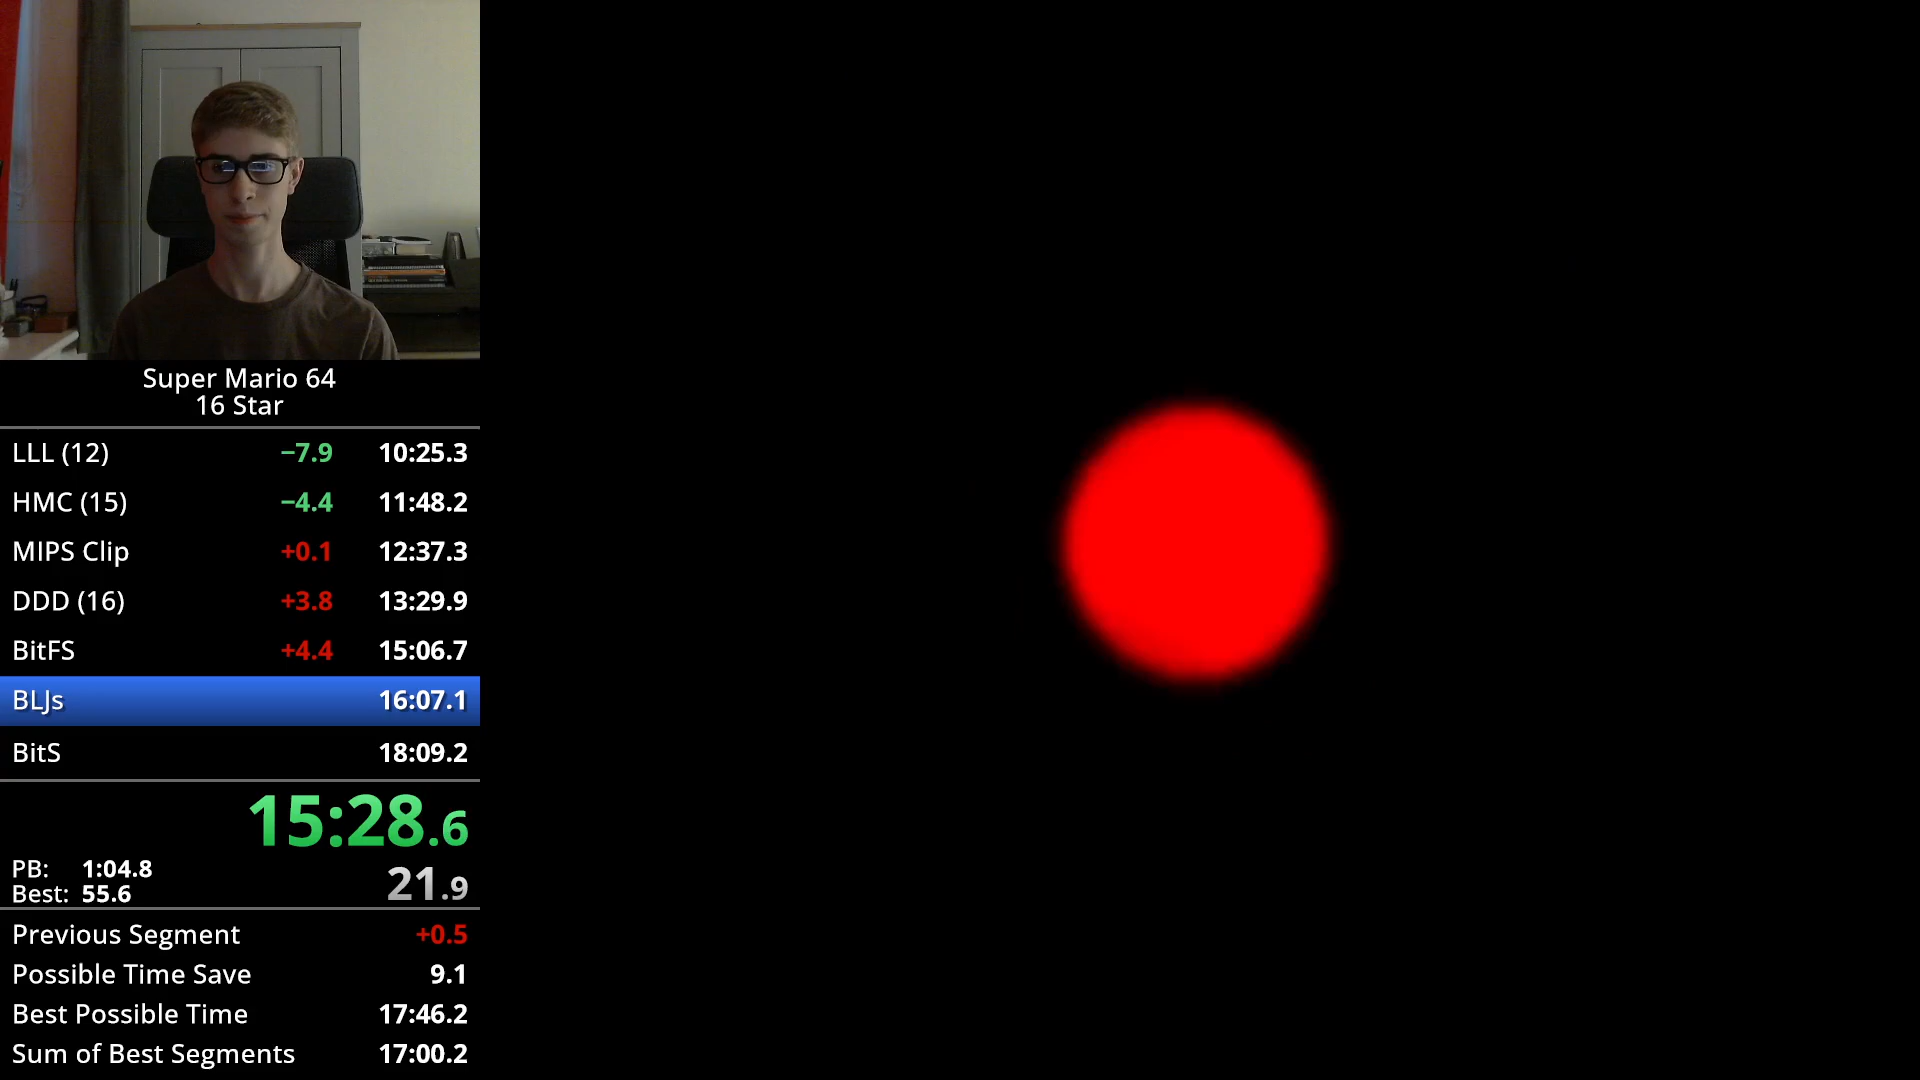 Super Mario 64
16 Star
LLL (12) −7.9 10:25.3
HMC (15) −4.4 11:48.2
MIPS Clip +0.1 12:37.3
DDD (16) +3.8 13:29.9
BitFS +4.4 15:06.7
BLJs 16:07.1
BitS 18:09.2
15:28.6
PB: 1:04.8
Best: 55.6
21.9
Previous Segment +0.5
Possible Time Save 9.1
Best Possible Time 17:46.2
Sum of Best Segments 17:00.2